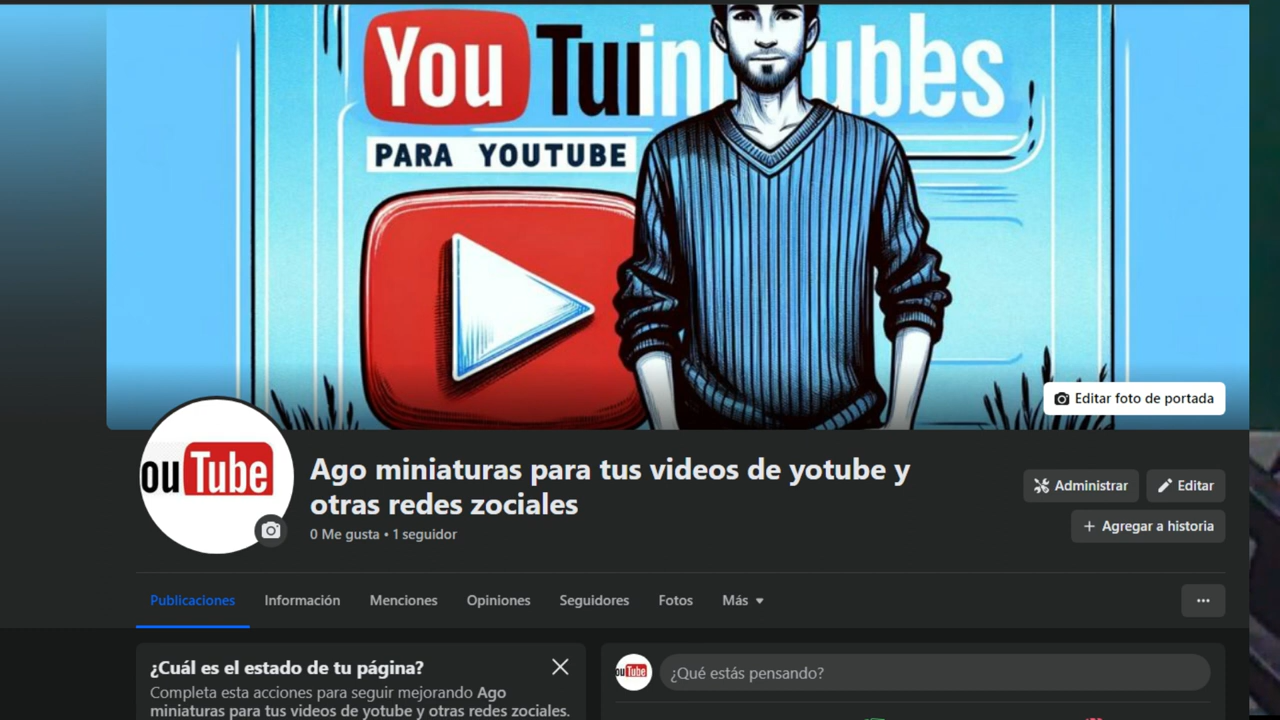 You Tuinubbes
PARA YOUTUBE
Editar foto de portada
ouTube
Ago miniaturas para tus videos de yotube y
otras redes zociales
0 Me gusta • 1 seguidor
Administrar
Editar
+ Agregar a historia
Publicaciones
Información
Menciones
Opiniones
Seguidores
Fotos
Más
¿Cuál es el estado de tu página?
Completa esta acciones para seguir mejorando Ago
miniaturas para tus videos de yotube y otras redes zociales.
ouTube
¿Qué estás pensando?